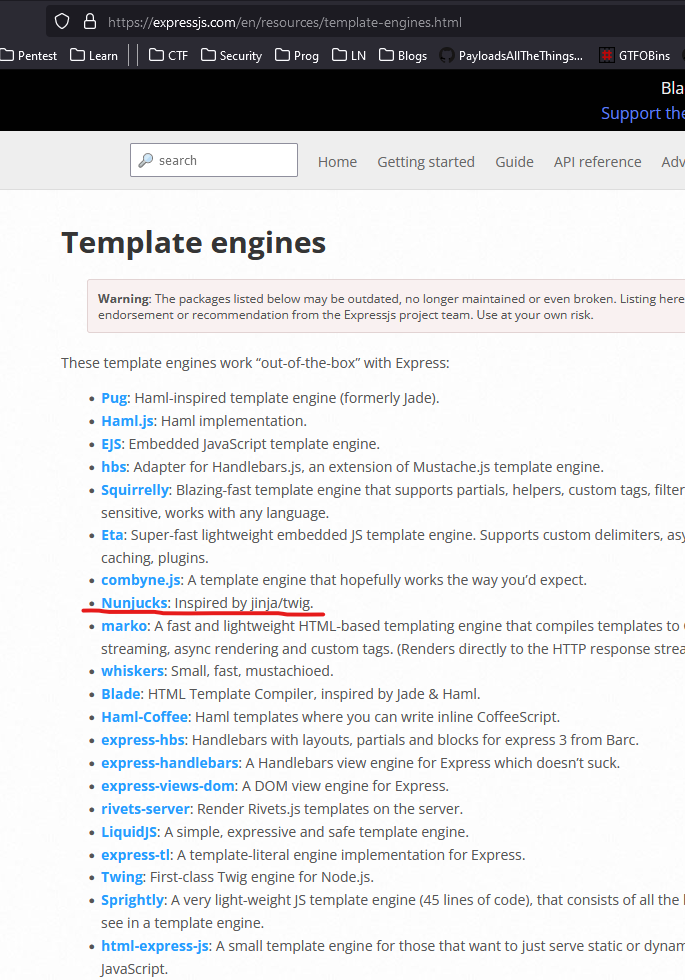 https://expressjs.com/en/resources/template-engines.html
Pentest Learn CTF Security Prog LN Blogs PayloadsAllTheThings... GTFOBins
Bla
Support the
search Home Getting started Guide API reference Adv
Template engines
Warning: The packages listed below may be outdated, no longer maintained or even broken. Listing here
endorsement or recommendation from the Expressjs project team. Use at your own risk.
These template engines work “out-of-the-box” with Express:
• Pug: Haml-inspired template engine (formerly Jade).
• Haml.js: Haml implementation.
• EJS: Embedded JavaScript template engine.
• hbs: Adapter for Handlebars.js, an extension of Mustache.js template engine.
• Squirrelly: Blazing-fast template engine that supports partials, helpers, custom tags, filter
sensitive, works with any language.
• Eta: Super-fast lightweight embedded JS template engine. Supports custom delimiters, asy
caching, plugins.
• combyne.js: A template engine that hopefully works the way you’d expect.
• Nunjucks: Inspired by jinja/twig.
• marko: A fast and lightweight HTML-based templating engine that compiles templates to
streaming, async rendering and custom tags. (Renders directly to the HTTP response strea
• whiskers: Small, fast, mustachioed.
• Blade: HTML Template Compiler, inspired by Jade & Haml.
• Haml-Coffee: Haml templates where you can write inline CoffeeScript.
• express-hbs: Handlebars with layouts, partials and blocks for express 3 from Barc.
• express-handlebars: A Handlebars view engine for Express which doesn’t suck.
• express-views-dom: A DOM view engine for Express.
• rivets-server: Render Rivets.js templates on the server.
• LiquidJS: A simple, expressive and safe template engine.
• express-tl: A template-literal engine implementation for Express.
• Twing: First-class Twig engine for Node.js.
• Sprightly: A very light-weight JS template engine (45 lines of code), that consists of all the
see in a template engine.
• html-express-js: A small template engine for those that want to just serve static or dynam
JavaScript.